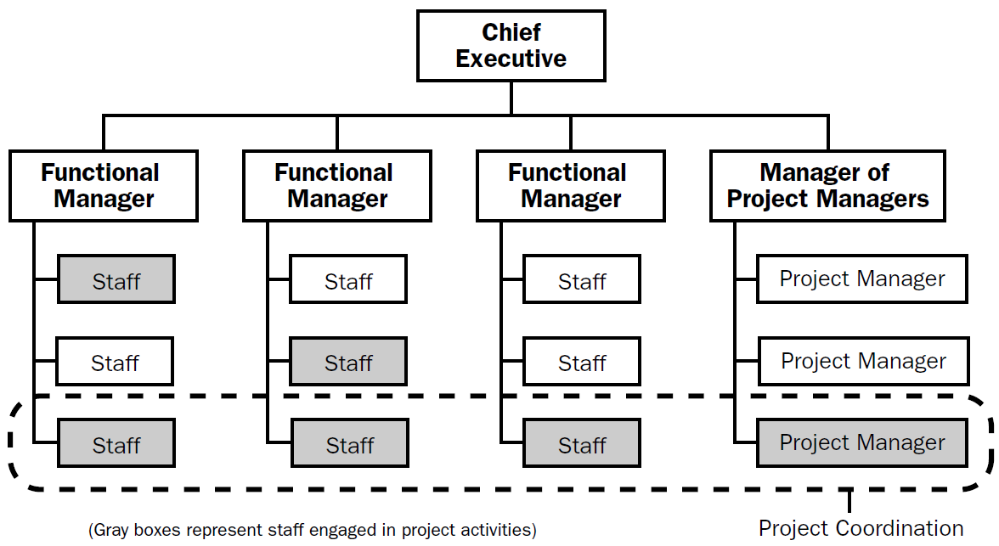 Chief
Executive
Functional
Manager
Functional
Manager
Functional
Manager
Manager of
Project Managers
Staff
Staff
Staff
Project Manager
Staff
Staff
Staff
Project Manager
Staff
Staff
Staff
Project Manager
(Gray boxes represent staff engaged in project activities)
Project Coordination